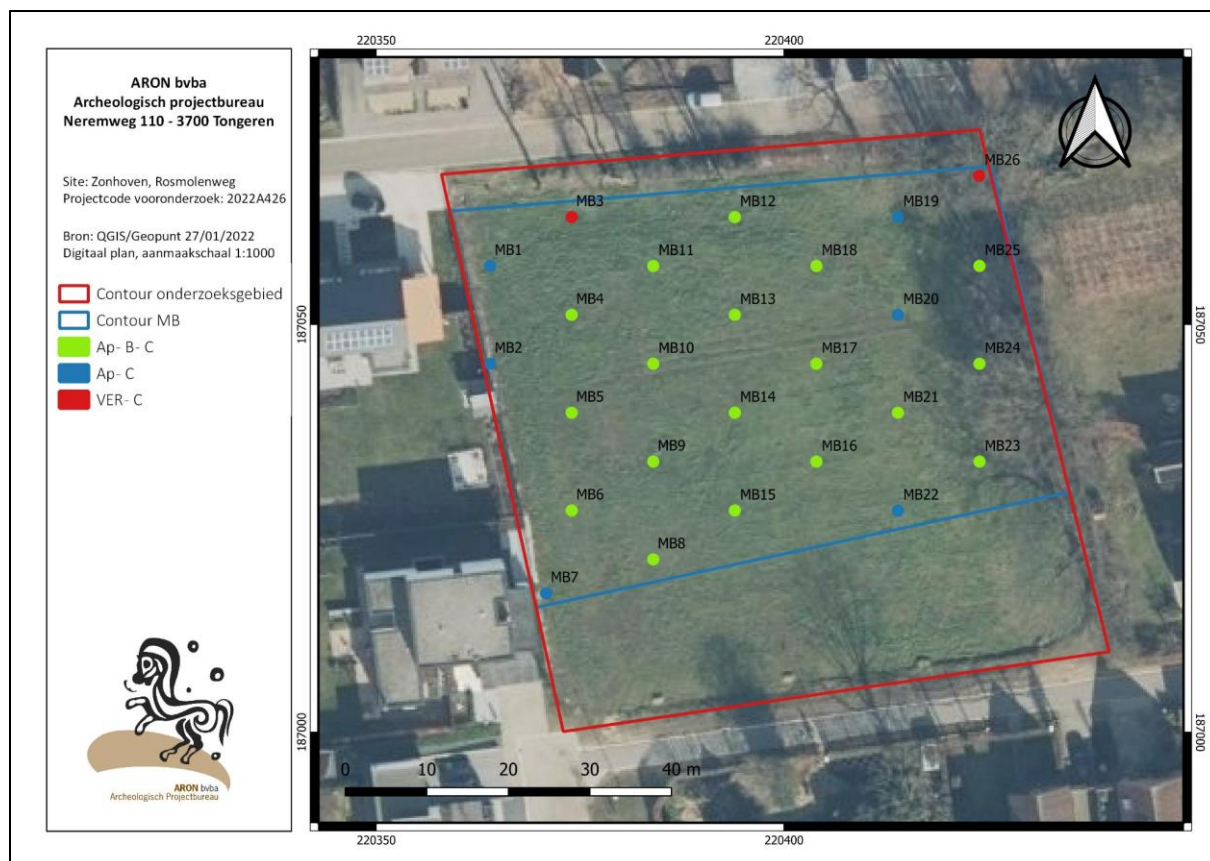 ARON bvba
Archeologisch projectbureau
Neremweg 110 - 3700 Tongeren
Site: Zonhoven, Rosmolenweg
Projectcode vooronderzoek: 2022A426
Bron: QGIS/Geopunt 27/01/2022
Digitaal plan, aanmaakschaal 1:1000
Contour onderzoeksgebied
Contour MB
Ap- B- C
Ap- C
VER- C
ARON bvba
Archeologisch Projectbureau
220350
220400
187050
187050
187000
187000
220350
220400
MB26
MB3
MB12
MB19
MB1
MB11
MB18
MB25
MB4
MB13
MB20
MB2
MB10
MB17
MB24
MB5
MB14
MB21
MB9
MB16
MB23
MB6
MB15
MB22
MB8
MB7
0
10
20
30
40 m